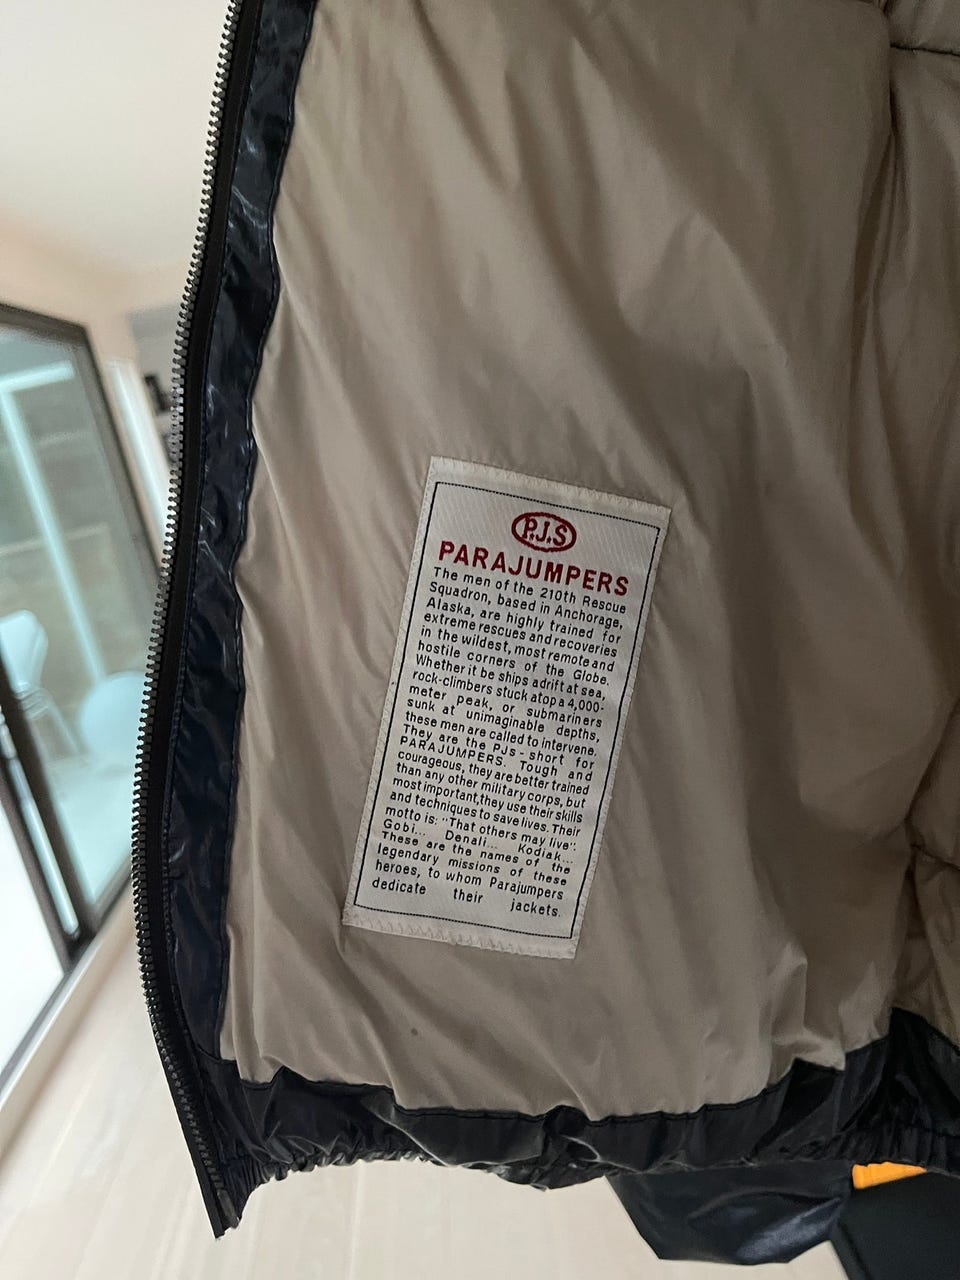 P.J.S
PARAJUMPERS
The men of the 210th Rescue
Squadron, based in Anchorage,
Alaska, are highly trained for
extreme rescues and recoveries
in the wildest, most remote and
hostile corners of the Globe.
Whether it be ships adrift at sea,
rock-climbers stuck atop a 4,000-
meter peak, or submariners
sunk at unimaginable depths,
these men are called to intervene.
They are the PJs - short for
PARAJUMPERS. Tough and
courageous, they are better trained
than any other military corps, but
most important,they use their skills
and techniques to save lives. Their
motto is: "That others may live".
Gobi... Denali... Kodiak...
These are the names of the
legendary missions of these
heroes, to whom Parajumpers
dedicate their jackets.